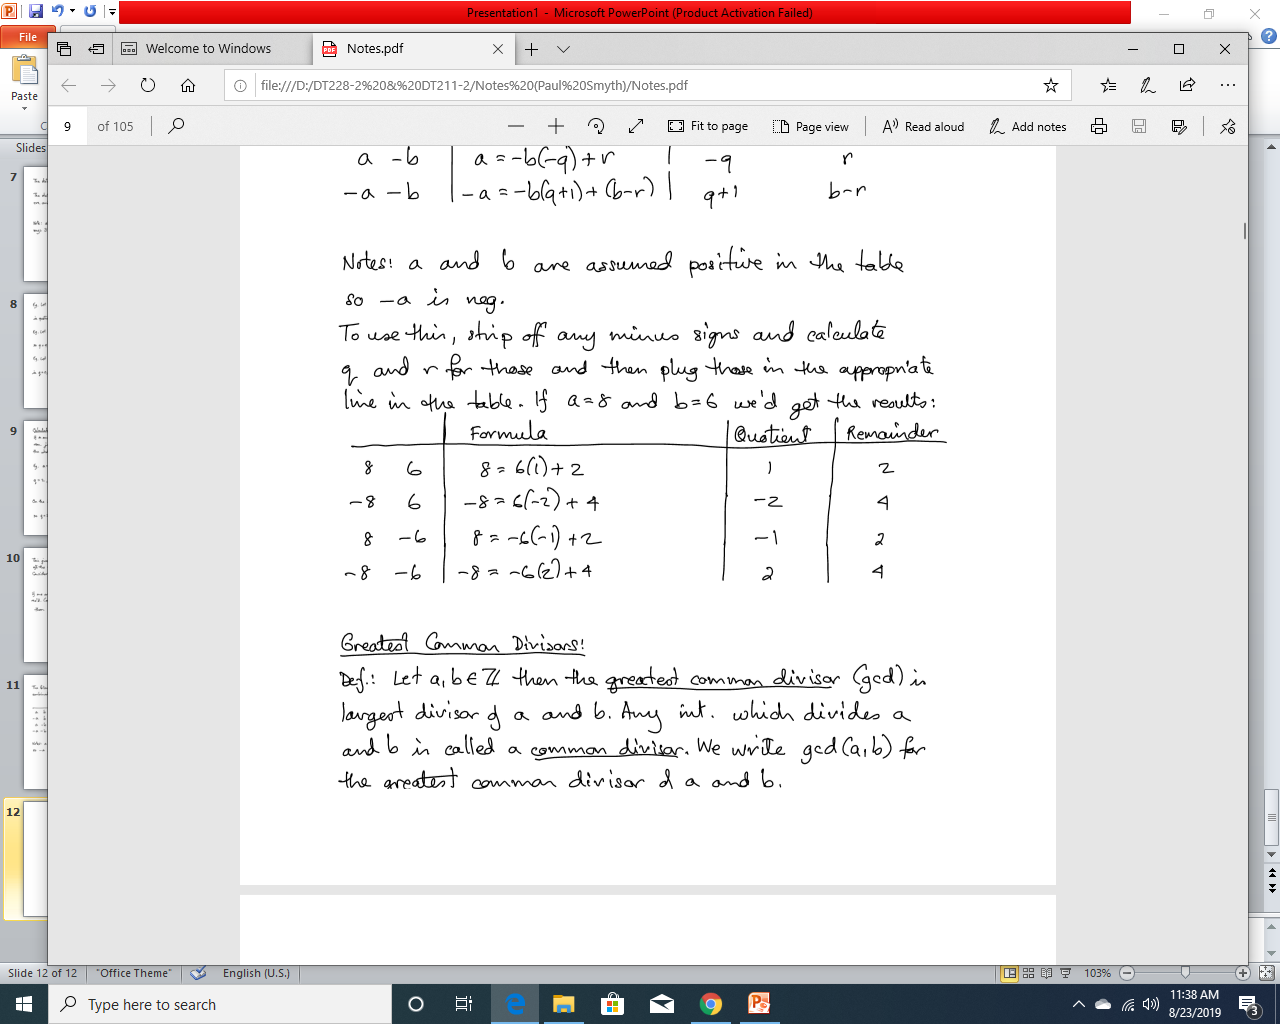 Presentation1 - Microsoft PowerPoint (Product Activation Failed)
File
Welcome to Windows
Notes.pdf
file:///D:/DT228-2%20&%20DT211-2/Notes%20(Paul%20Smyth)/Notes.pdf
Paste
9 of 105
Fit to page
Page view
Read aloud
Add notes
Slides
a -b a = -b(-q) + r -q r
-a -b -a = -b(q+1) + (b-r) q+1 b-r
Notes: a and b are assumed positive in the table
so -a is neg.
To use this, strip off any minus signs and calculate
q and r for those and then plug those in the appropriate
line in the table. If a=8 and b=6 we'd get the results:
Formula Quotient Remainder
8 6 8 = 6(1) + 2 1 2
-8 6 -8 = 6(-2) + 4 -2 4
8 -6 8 = -6(-1) + 2 -1 2
-8 -6 -8 = -6(2) + 4 2 4
Greatest Common Divisors:
Def.: Let a,b ∈ ℤ then the greatest common divisor (gcd) is
largest divisor of a and b. Any int. which divides a
and b is called a common divisor. We write gcd(a,b) for
the greatest common divisor of a and b.
7
8
9
10
11
12
Slide 12 of 12
"Office Theme"
English (U.S.)
103%
Type here to search
11:38 AM
8/23/2019
3